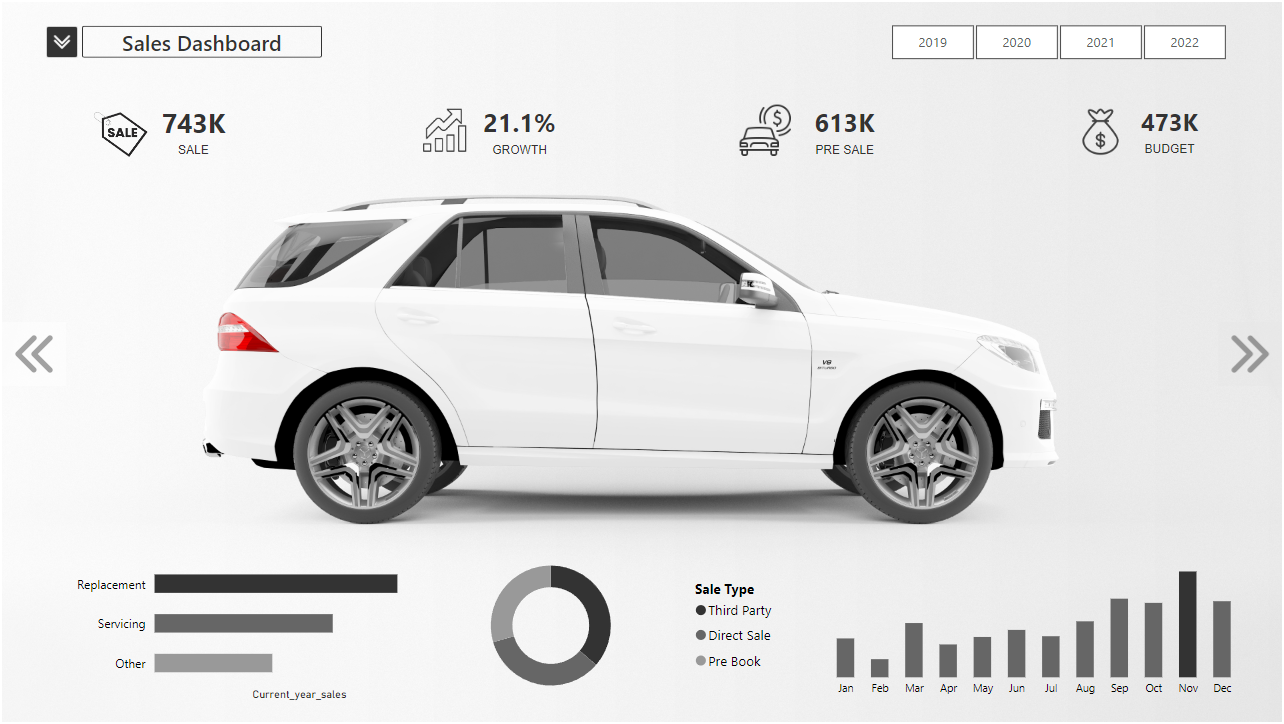 Sales Dashboard
2019
2020
2021
2022
SALE
743K
SALE
21.1%
GROWTH
$
613K
PRE SALE
$
473K
BUDGET
V8
BITURBO
Replacement
Servicing
Other
Current_year_sales
Sale Type
Third Party
Direct Sale
Pre Book
Jan Feb Mar Apr May Jun Jul Aug Sep Oct Nov Dec